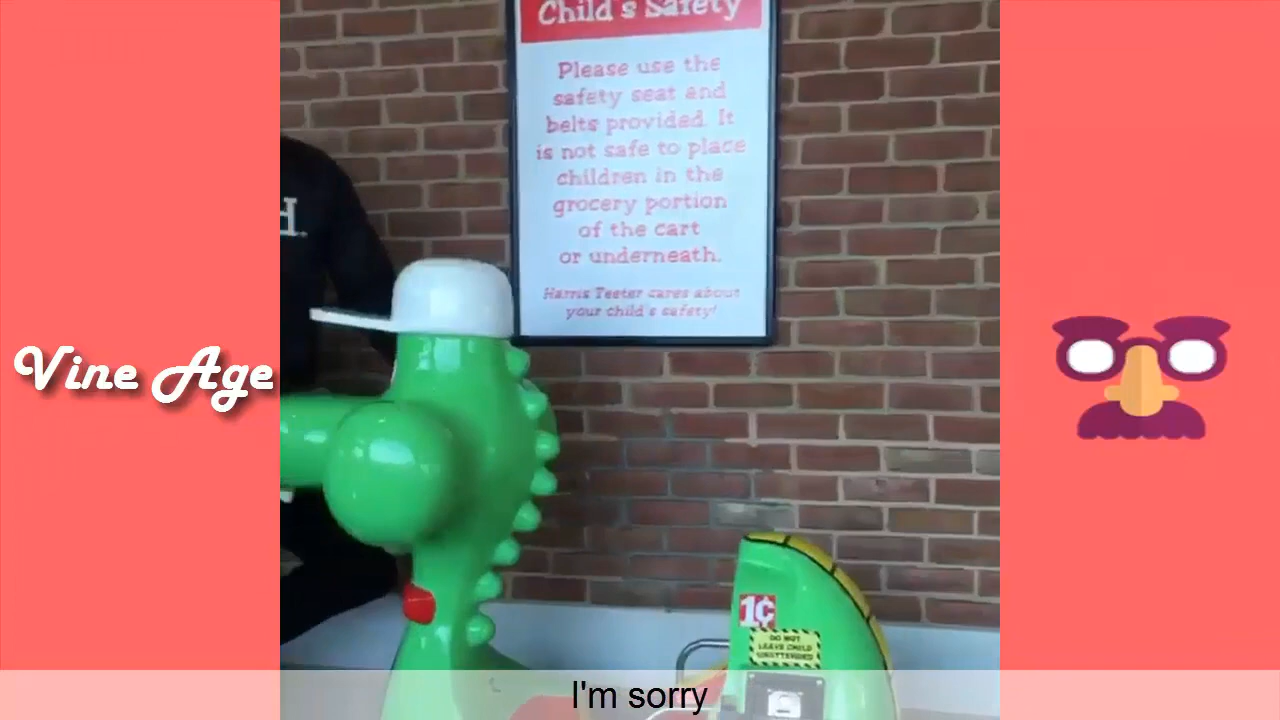 Child's Safety
Please use the
safety seat and
belts provided. It
is not safe to place
children in the
grocery portion
of the cart
or underneath.
Harris Teeter cares about
your child's safety!
H
Vine Age
1¢
DO NOT
LEAVE CHILD
UNATTENDED
I'm sorry